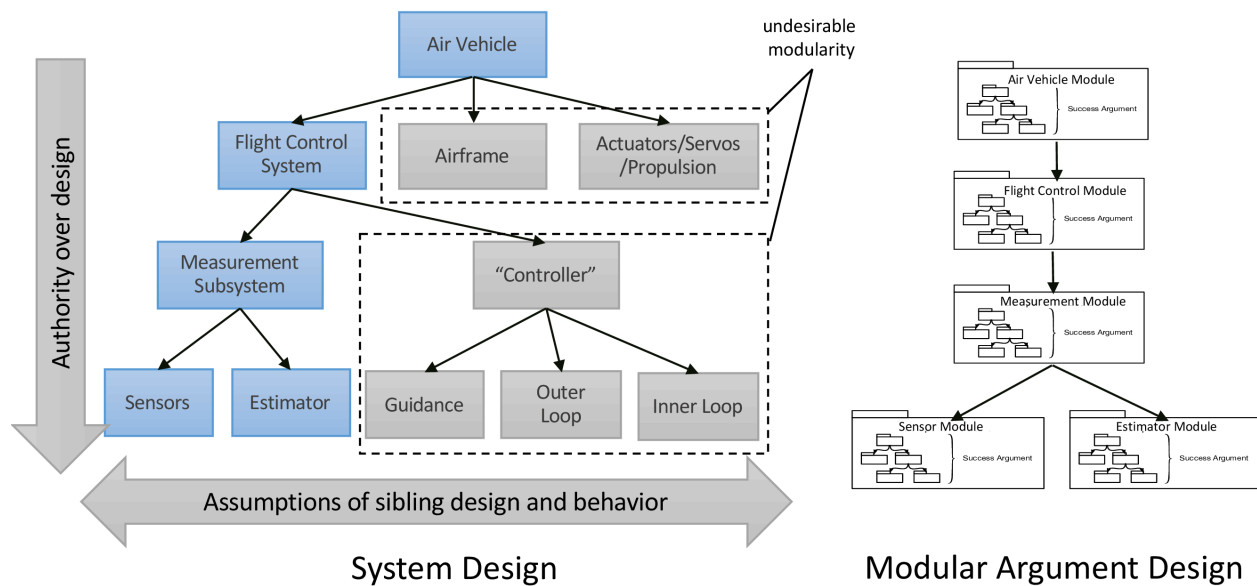 undesirable
modularity
Air Vehicle
Flight Control
System
Airframe
Actuators/Servos
/Propulsion
Measurement
Subsystem
“Controller”
Sensors
Estimator
Guidance
Outer
Loop
Inner Loop
Authority over design
Assumptions of sibling design and behavior
System Design
Air Vehicle Module
Success Argument
Flight Control Module
Success Argument
Measurement Module
Success Argument
Sensor Module
Success Argument
Estimator Module
Success Argument
Modular Argument Design